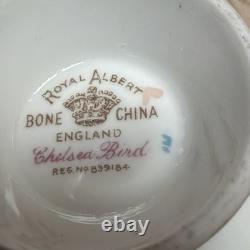 ROYAL ALBERT
BONE CHINA
ENGLAND
Chelsea Bird
REG. NO 839184